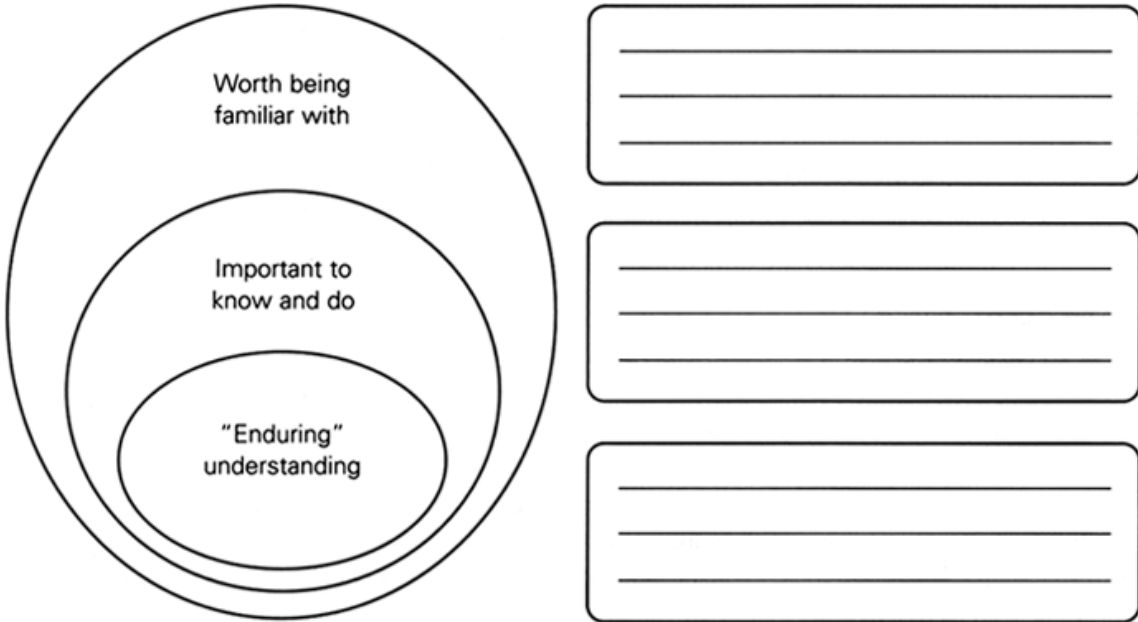 Worth being
familiar with
Important to
know and do
"Enduring"
understanding